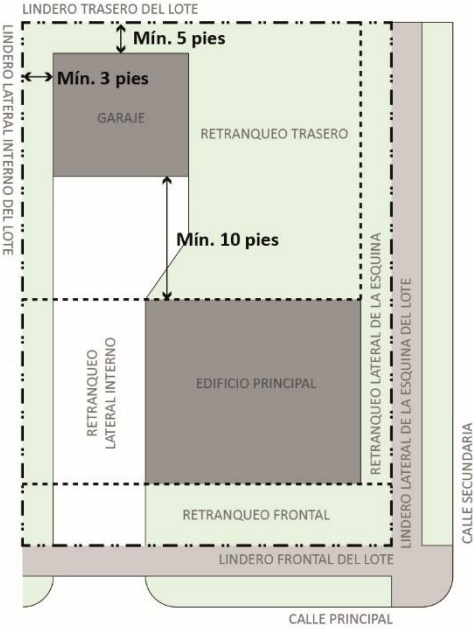 LINDERO TRASERO DEL LOTE
Mín. 5 pies
LINDERO LATERAL INTERNO DEL LOTE
Mín. 3 pies
GARAJE
RETRANQUEO TRASERO
Mín. 10 pies
RETRANQUEO
LATERAL INTERNO
EDIFICIO PRINCIPAL
RETRANQUEO LATERAL DE LA ESQUINA
LINDERO LATERAL DE LA ESQUINA DEL LOTE
CALLE SECUNDARIA
RETRANQUEO FRONTAL
LINDERO FRONTAL DEL LOTE
CALLE PRINCIPAL